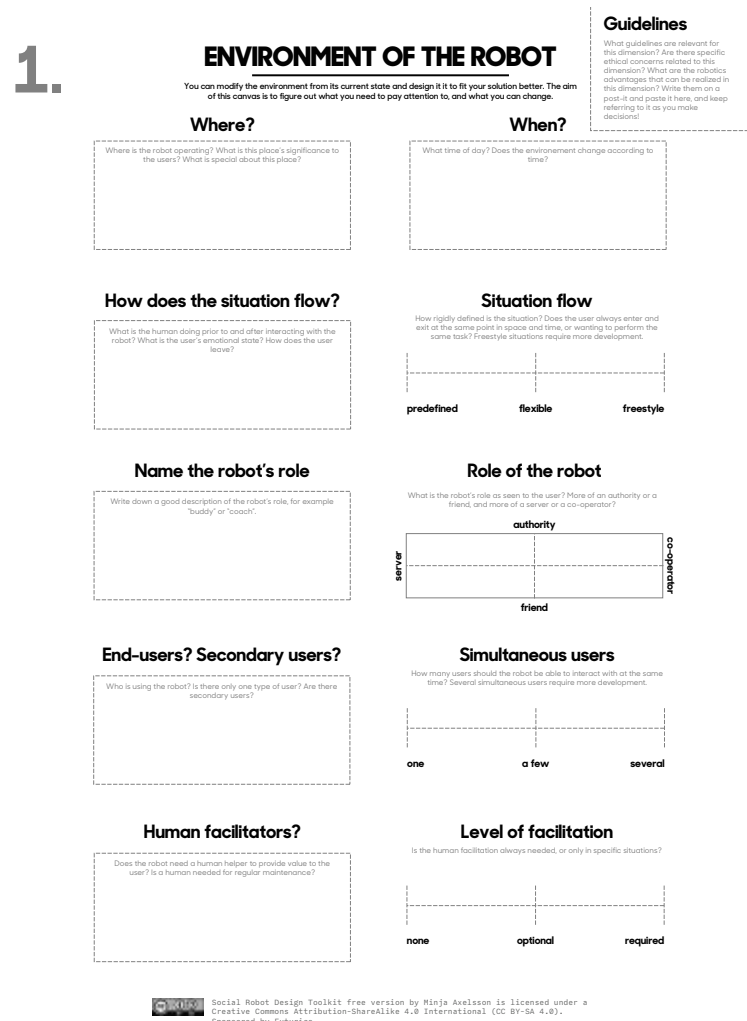 1.
ENVIRONMENT OF THE ROBOT
You can modify the environment from its current state and design it it to fit your solution better. The aim
of this canvas is to figure out what you need to pay attention to, and what you can change.
Guidelines
What guidelines are relevant for
this dimension? Are there specific
ethical concerns related to this
dimension? What are the robotics
advantages that can be realized in
this dimension? Write them on a
post-it and paste it here, and keep
referring to it as you make
decisions!
Where?
Where is the robot operating? What is this place's significance to
the users? What is special about this place?
When?
What time of day? Does the environement change according to
time?
How does the situation flow?
What is the human doing prior to and after interacting with the
robot? What is the user's emotional state? How does the user
leave?
Situation flow
How rigidly defined is the situation? Does the user always enter and
exit at the same point in space and time, or wanting to perform the
same task? Freestyle situations require more development.
predefined
flexible
freestyle
Name the robot's role
Write down a good description of the robot's role, for example
"buddy" or "coach".
Role of the robot
What is the robot's role as seen to the user? More of an authority or a
friend, and more of a server or a co-operator?
authority
server
co-operator
friend
End-users? Secondary users?
Who is using the robot? Is there only one type of user? Are there
secondary users?
Simultaneous users
How many users should the robot be able to interact with at the same
time? Several simultaneous users require more development.
one
a few
several
Human facilitators?
Does the robot need a human helper to provide value to the
user? Is a human needed for regular maintenance?
Level of facilitation
Is the human facilitation always needed, or only in specific situations?
none
optional
required
Social Robot Design Toolkit free version by Minja Axelsson is licensed under a
Creative Commons Attribution-ShareAlike 4.0 International (CC BY-SA 4.0).